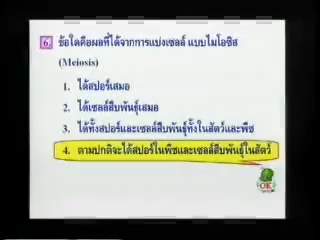 6. ข้อใดคือผลที่ได้จากการแบ่งเซลล์ แบบไมโอซิส
(Meiosis)
1. ได้สปอร์เสมอ
2. ได้เซลล์สืบพันธุ์เสมอ
3. ได้ทั้งสปอร์และเซลล์สืบพันธุ์ทั้งในสัตว์และพืช
4. ตามปกติจะได้สปอร์ในพืชและเซลล์สืบพันธุ์ในสัตว์
OK